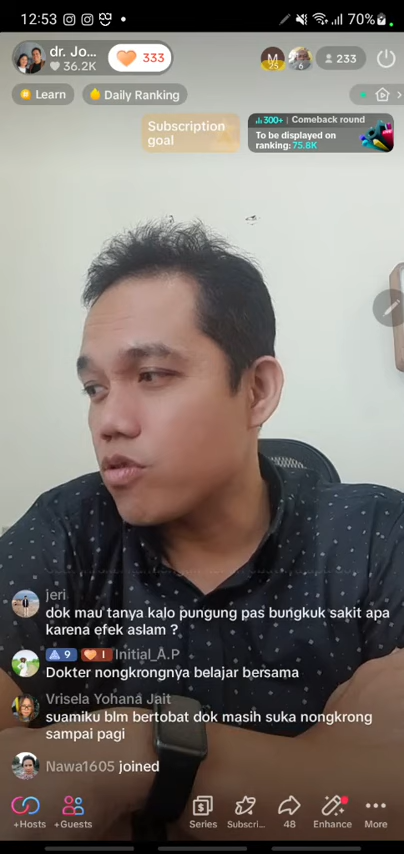 12:53
70%
dr. Jo...
36.2K
333
M
25
6
233
Learn
Daily Ranking
Subscription
goal
300+ | Comeback round
To be displayed on
ranking: 75.8K
jeri
dok mau tanya kalo pungung pas bungkuk sakit apa
karena efek aslam ?
9 1 Initial_A.P
Dokter nongkrongnya belajar bersama
Vrisela Yohana Jait
suamiku blm bertobat dok masih suka nongkrong
sampai pagi
Nawa1605 joined
+Hosts
+Guests
Series
Subscri...
48
Enhance
More